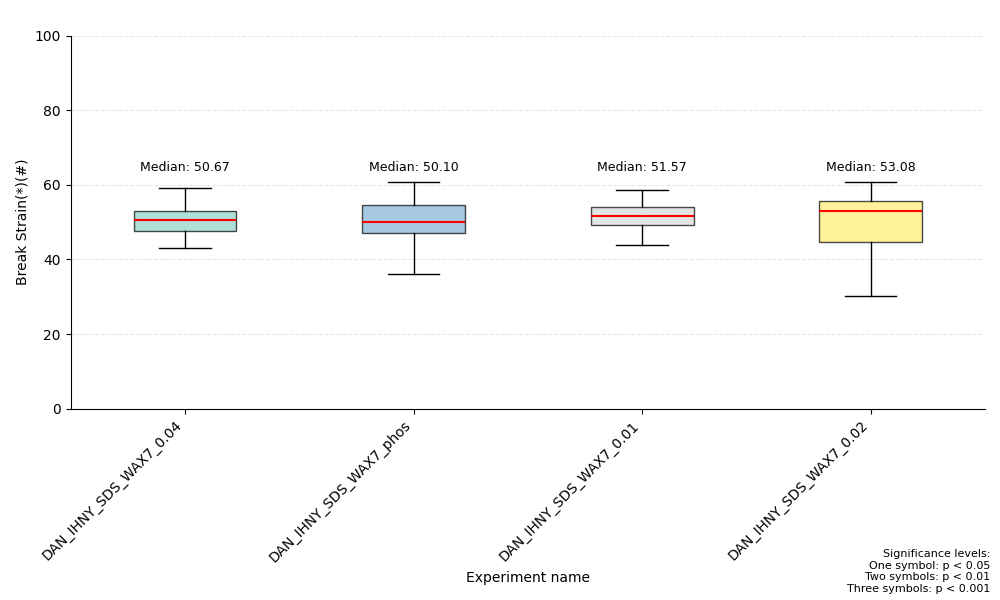 100
80
60
40
20
0
Break Strain(*)(#)
Median: 50.67
Median: 50.10
Median: 51.57
Median: 53.08
DAN_IHNY_SDS_WAX7_0.04
DAN_IHNY_SDS_WAX7_phos
DAN_IHNY_SDS_WAX7_0.01
DAN_IHNY_SDS_WAX7_0.02
Experiment name
Significance levels:
One symbol: p < 0.05
Two symbols: p < 0.01
Three symbols: p < 0.001